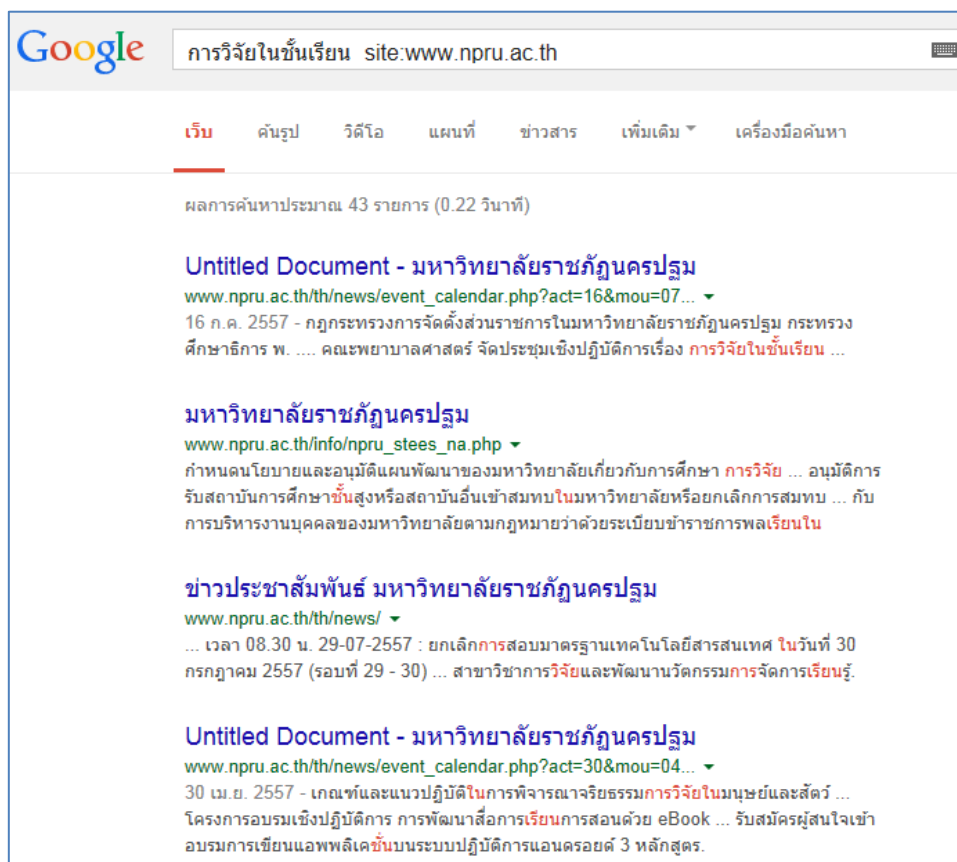 Google
การวิจัยในชั้นเรียน site:www.npru.ac.th
เว็บ ค้นรูป วิดีโอ แผนที่ ข่าวสาร เพิ่มเติม เครื่องมือค้นหา
ผลการค้นหาประมาณ 43 รายการ (0.22 วินาที)
Untitled Document - มหาวิทยาลัยราชภัฏนครปฐม
www.npru.ac.th/th/news/event_calendar.php?act=16&mou=07...
16 ก.ค. 2557 - กฎกระทรวงการจัดตั้งส่วนราชการในมหาวิทยาลัยราชภัฏนครปฐม กระทรวง
ศึกษาธิการ พ. .... คณะพยาบาลศาสตร์ จัดประชุมเชิงปฏิบัติการเรื่อง การวิจัยในชั้นเรียน ...
มหาวิทยาลัยราชภัฏนครปฐม
www.npru.ac.th/info/npru_stees_na.php
กำหนดนโยบายและอนุมัติแผนพัฒนาของมหาวิทยาลัยเกี่ยวกับการศึกษา การวิจัย ... อนุมัติการ
รับสถาบันการศึกษาชั้นสูงหรือสถาบันอื่นเข้าสมทบในมหาวิทยาลัยหรือยกเลิกการสมทบ ... กับ
การบริหารงานบุคคลของมหาวิทยาลัยตามกฎหมายว่าด้วยระเบียบข้าราชการพลเรียนใน
ข่าวประชาสัมพันธ์ มหาวิทยาลัยราชภัฏนครปฐม
www.npru.ac.th/th/news/
... เวลา 08.30 น. 29-07-2557 : ยกเลิกการสอบมาตรฐานเทคโนโลยีสารสนเทศ ในวันที่ 30
กรกฎาคม 2557 (รอบที่ 29 - 30) ... สาขาวิชาการวิจัยและพัฒนานวัตกรรมการจัดการเรียนรู้.
Untitled Document - มหาวิทยาลัยราชภัฏนครปฐม
www.npru.ac.th/th/news/event_calendar.php?act=30&mou=04...
30 เม.ย. 2557 - เกณฑ์และแนวปฏิบัติในการพิจารณาจริยธรรมการวิจัยในมนุษย์และสัตว์ ...
โครงการอบรมเชิงปฏิบัติการ การพัฒนาสื่อการเรียนการสอนด้วย eBook ... รับสมัครผู้สนใจเข้า
อบรมการเขียนแอพพลิเคชั่นบนระบบปฏิบัติการแอนดรอยด์ 3 หลักสูตร.